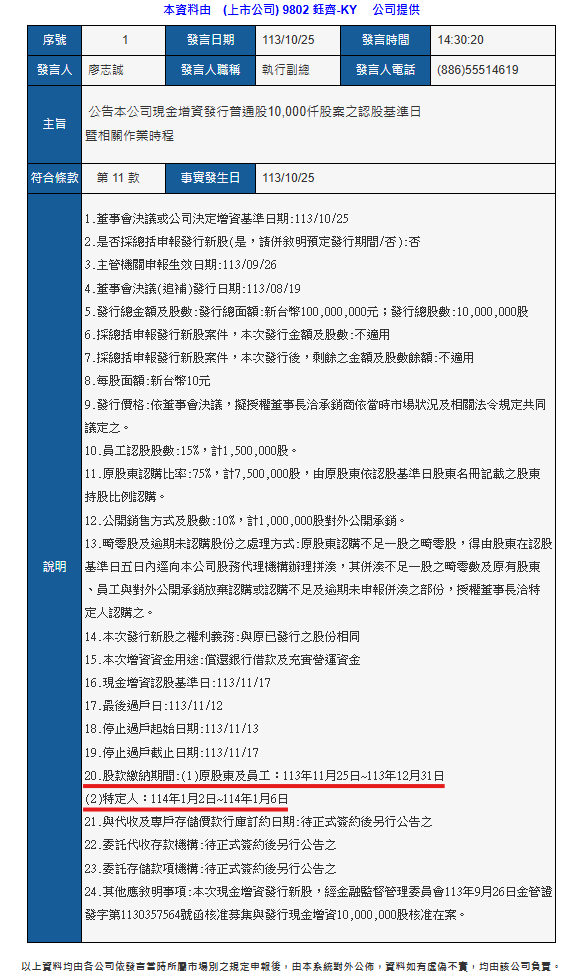 本資料由 (上市公司) 9802 鈺齊-KY 公司提供
序號 1 發言日期 113/10/25 發言時間 14:30:20
發言人 廖志誠 發言人職稱 執行副總 發言人電話 (886)55514619
主旨
公告本公司現金增資發行普通股10,000仟股案之認股基準日
暨相關作業時程
符合條款 第 11 款 事實發生日 113/10/25
說明
1.董事會決議或公司決定增資基準日期:113/10/25
2.是否採總括申報發行新股(是，請併敘明預定發行期間/否):否
3.主管機關申報生效日期:113/09/26
4.董事會決議(追補)發行日期:113/08/19
5.發行總金額及股數:發行總面額:新台幣100,000,000元；發行總股數:10,000,000股
6.採總括申報發行新股案件，本次發行金額及股數:不適用
7.採總括申報發行新股案件，本次發行後，剩餘之金額及股數餘額:不適用
8.每股面額:新台幣10元
9.發行價格:依董事會決議，擬授權董事長洽承銷商依當時市場狀況及相關法令規定共同
議定之。
10.員工認股股數:15%，計1,500,000股。
11.原股東認購比率:75%，計7,500,000股，由原股東依認股基準日股東名冊記載之股東
持股比例認購。
12.公開銷售方式及股數:10%，計1,000,000股對外公開承銷。
13.畸零股及逾期未認購股份之處理方式:原股東認購不足一股之畸零股，得由股東在認股
基準日五日內逕向本公司股務代理機構辦理拼湊，其併湊不足一股之畸零數及原有股東
、員工與對外公開承銷放棄認購或認購不足及逾期未申報併湊之部份，授權董事長洽特
定人認購之。
14.本次發行新股之權利義務:與原已發行之股份相同
15.本次增資資金用途:償還銀行借款及充實營運資金
16.現金增資認股基準日:113/11/17
17.最後過戶日:113/11/12
18.停止過戶起始日期:113/11/13
19.停止過戶截止日期:113/11/17
20.股款繳納期間:(1)原股東及員工：113年11月25日~113年12月31日
(2)特定人：114年1月2日~114年1月6日
21.與代收及專戶存儲價款行庫訂約日期:待正式簽約後另行公告之
22.委託代收存款機構:待正式簽約後另行公告之
23.委託存儲款項機構:待正式簽約後另行公告之
24.其他應敘明事項:本次現金增資發行新股，經金融監督管理委員會113年9月26日金管證
發字第1130357564號函核准募集與發行現金增資10,000,000股核准在案。
以上資料均由各公司依發言當時所屬市場別之規定申報後，由本系統對外公佈，資料如有虛偽不實，均由該公司負責。